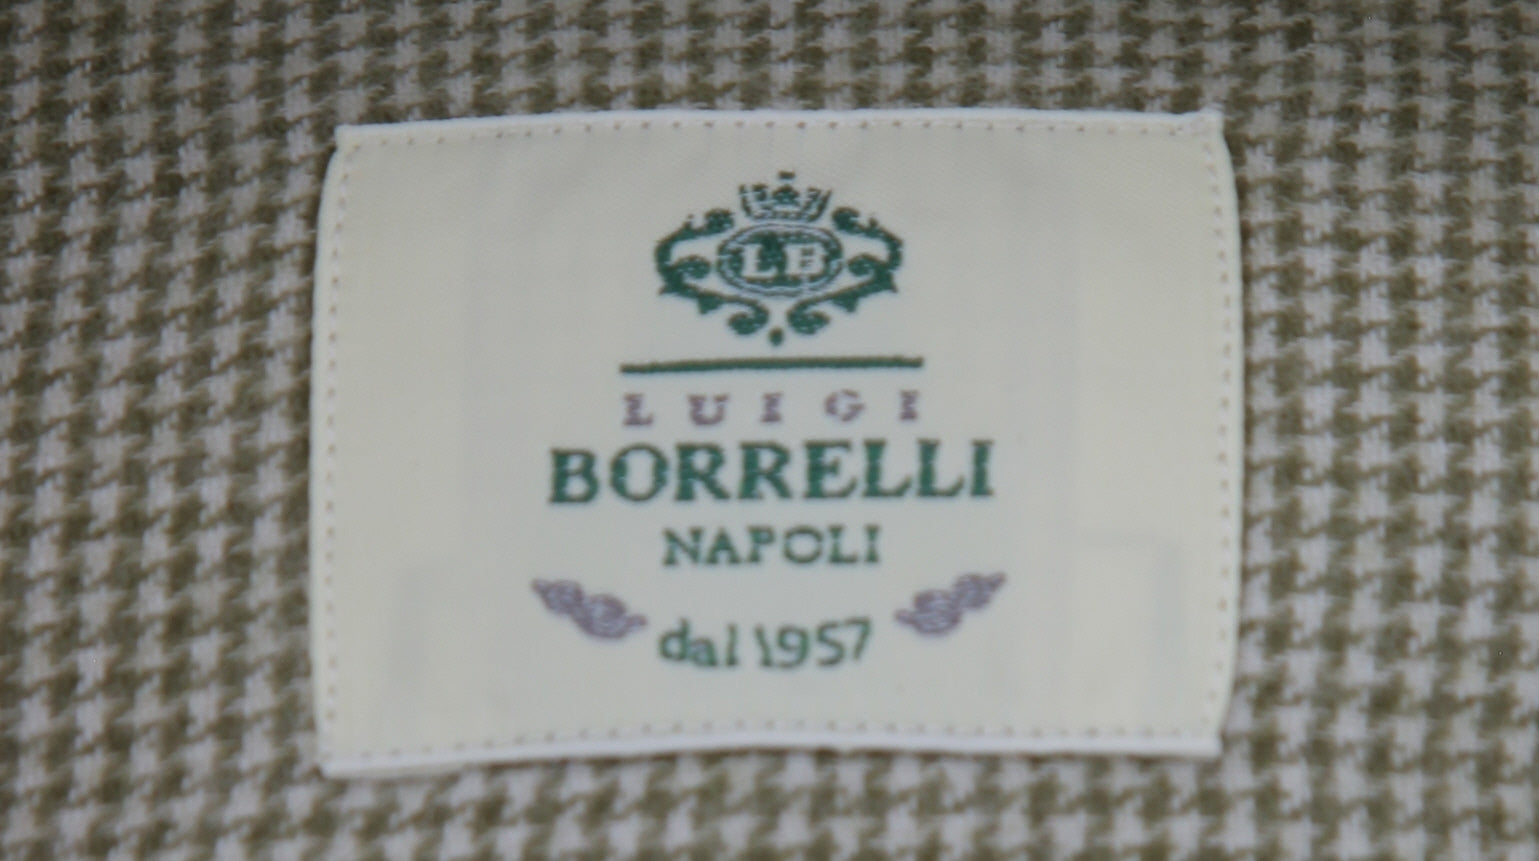 LB
LUIGI
BORRELLI
NAPOLI
dal 1957